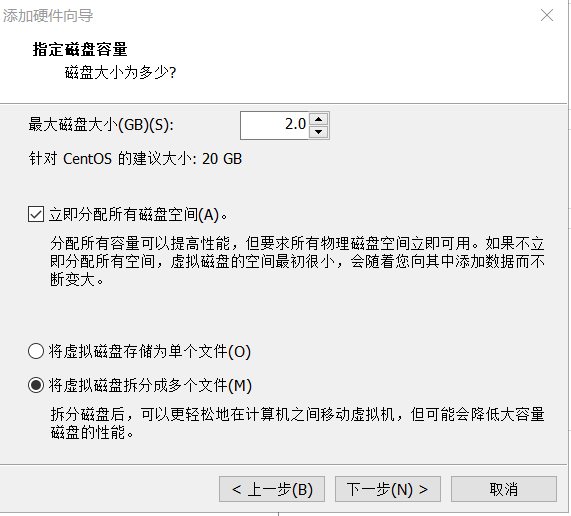 添加硬件向导
指定磁盘容量
磁盘大小为多少?
最大磁盘大小(GB)(S):
2.0
针对 CentOS 的建议大小: 20 GB
立即分配所有磁盘空间(A)。
分配所有容量可以提高性能，但要求所有物理磁盘空间立即可用。如果不立
即分配所有空间，虚拟磁盘的空间最初很小，会随着您向其中添加数据而不
断变大。
将虚拟磁盘存储为单个文件(O)
将虚拟磁盘拆分成多个文件(M)
拆分磁盘后，可以更轻松地在计算机之间移动虚拟机，但可能会降低大容量
磁盘的性能。
< 上一步(B)
下一步(N) >
取消